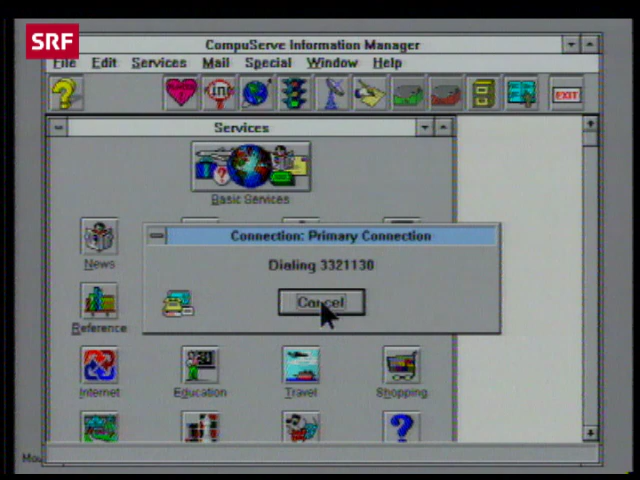 SRF
CompuServe Information Manager
File Edit Services Mail Special Window Help
EXIT
Services
Basic Services
Connection: Primary Connection
Dialing 3321130
Cancel
News
Reference
Internet Education Travel Shopping
Mou